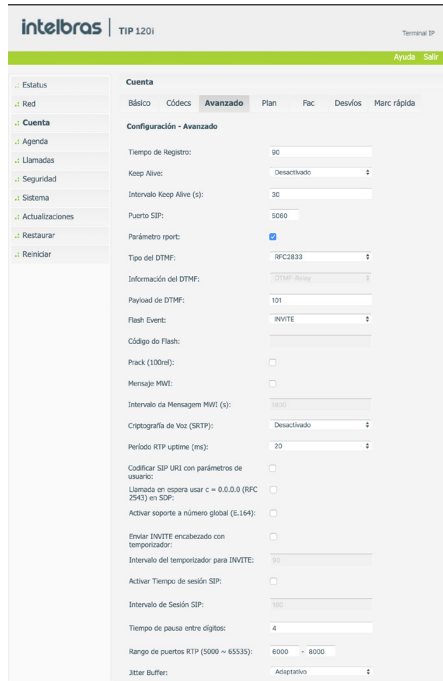 intelbras | TIP 120i
Terminal IP
Ayuda Salir
Estatus
Red
Cuenta
Agenda
Llamadas
Seguridad
Sistema
Actualizaciones
Restaurar
Reiniciar
Cuenta
Básico Códecs Avanzado Plan Fac Desvíos Marc rápida
Configuración - Avanzado
Tiempo de Registro: 90
Keep Alive: Desactivado
Intervalo Keep Alive (s): 30
Puerto SIP: 5060
Parámetro rport:
Tipo del DTMF: RFC2833
Información del DTMF: DTMF-Relay
Payload de DTMF: 101
Flash Event: INVITE
Código do Flash:
Prack (100rel):
Mensaje MWI:
Intervalo da Mensagem MWI (s): 1800
Criptografía de Voz (SRTP): Desactivado
Período RTP uptime (ms): 20
Codificar SIP URI con parámetros de
usuario:
Llamada en espera usar c = 0.0.0.0 (RFC
2543) en SDP:
Activar soporte a número global (E.164):
Enviar INVITE encabezado con
temporizador:
Intervalo del temporizador para INVITE: 90
Activar Tiempo de sesión SIP:
Intervalo de Sesión SIP:
Tiempo de pausa entre dígitos: 4
Rango de puertos RTP (5000 ~ 65535): 6000 - 8000
Jitter Buffer: Adaptativo